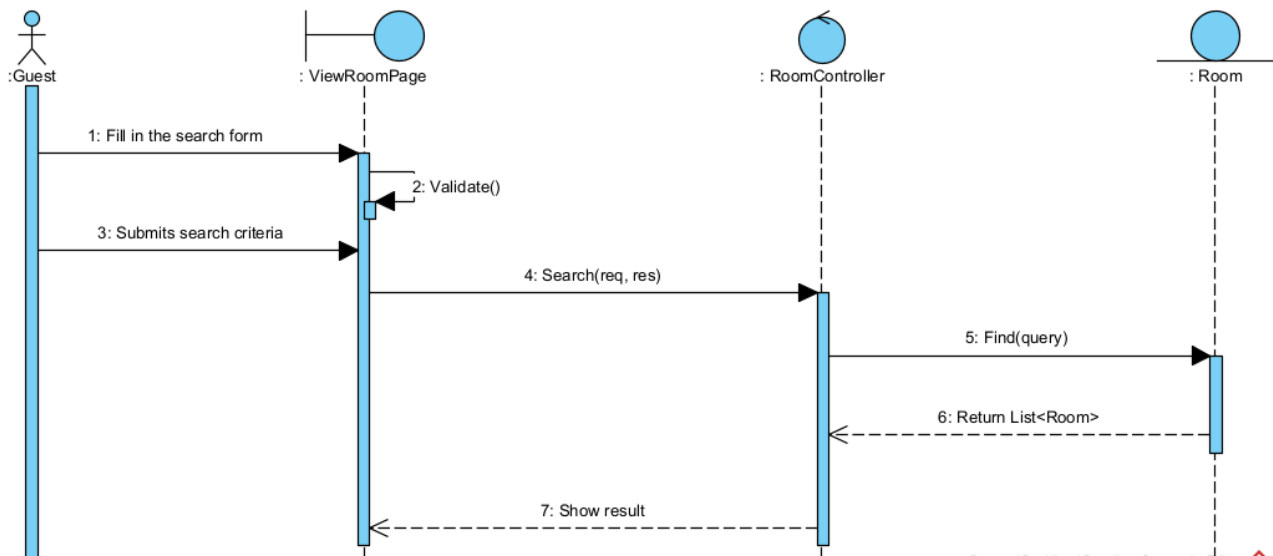 :Guest
: ViewRoomPage
: RoomController
: Room
1: Fill in the search form
2: Validate()
3: Submits search criteria
4: Search(req, res)
5: Find(query)
6: Return List<Room>
7: Show result